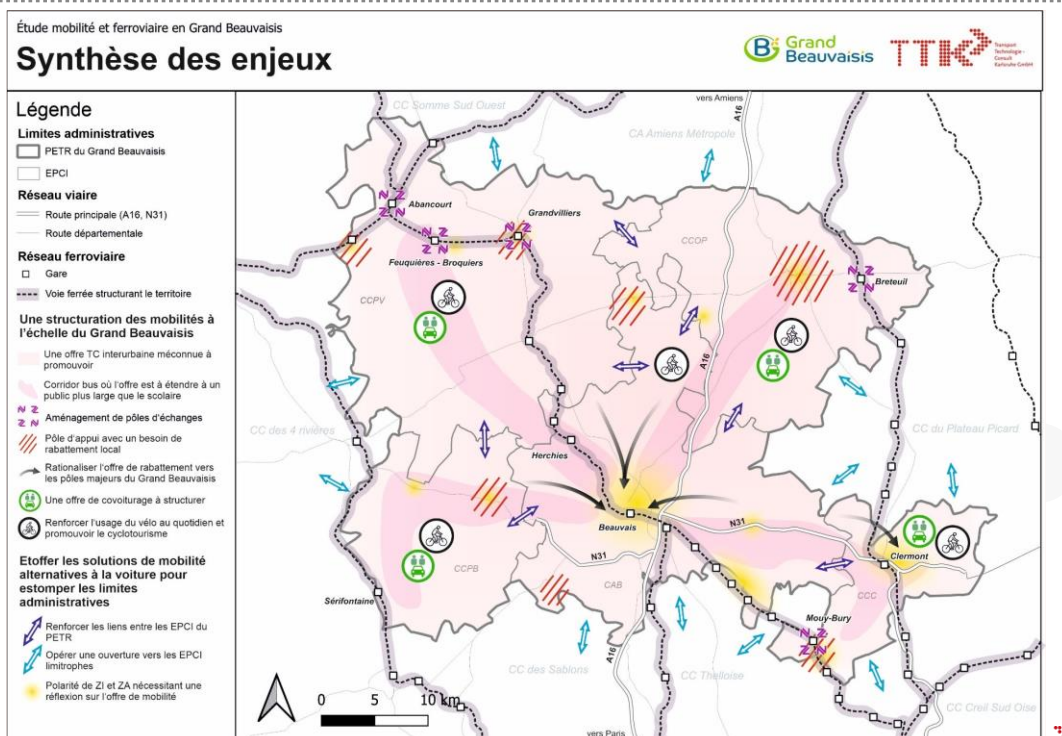 Étude mobilité et ferroviaire en Grand Beauvaisis
Synthèse des enjeux
Grand
Beauvaisis
TTK
Transport
Technologie-
Consult
Karlsruhe GmbH
Légende
Limites administratives
PETR du Grand Beauvaisis
EPCI
Réseau viaire
Route principale (A16, N31)
Route départementale
Réseau ferroviaire
Gare
Voie ferrée structurant le territoire
Une structuration des mobilités à
l'échelle du Grand Beauvaisis
Une offre TC interurbaine méconnue à
promouvoir
Corridor bus où l'offre est à étendre à un
public plus large que le scolaire
Aménagement de pôles d'échanges
Pôle d'appui avec un besoin de
rabattement local
Rationaliser l'offre de rabattement vers
les pôles majeurs du Grand Beauvaisis
Une offre de covoiturage à structurer
Renforcer l'usage du vélo au quotidien et
promouvoir le cyclotourisme
Etoffer les solutions de mobilité
alternatives à la voiture pour
estomper les limites
administratives
Renforcer les liens entre les EPCI du
PETR
Opérer une ouverture vers les EPCI
limitrophes
Polarité de ZI et ZA nécessitant une
réflexion sur l'offre de mobilité
vers Amiens
A16
CC Somme Sud Ouest
CA Amiens Métropole
Abancourt
Grandvilliers
CCOP
Feuquières - Broquiers
Breteuil
CCPV
A16
CC des 4 rivières
CC du Plateau Picard
Herchies
Beauvais
N31
Clermont
N31
CCPB
CAB
CCC
Sérifontaine
Mouy-Bury
A16
CC des Sablons
CC Thelloise
CC Creil Sud Oise
0 5 10 km
vers Paris